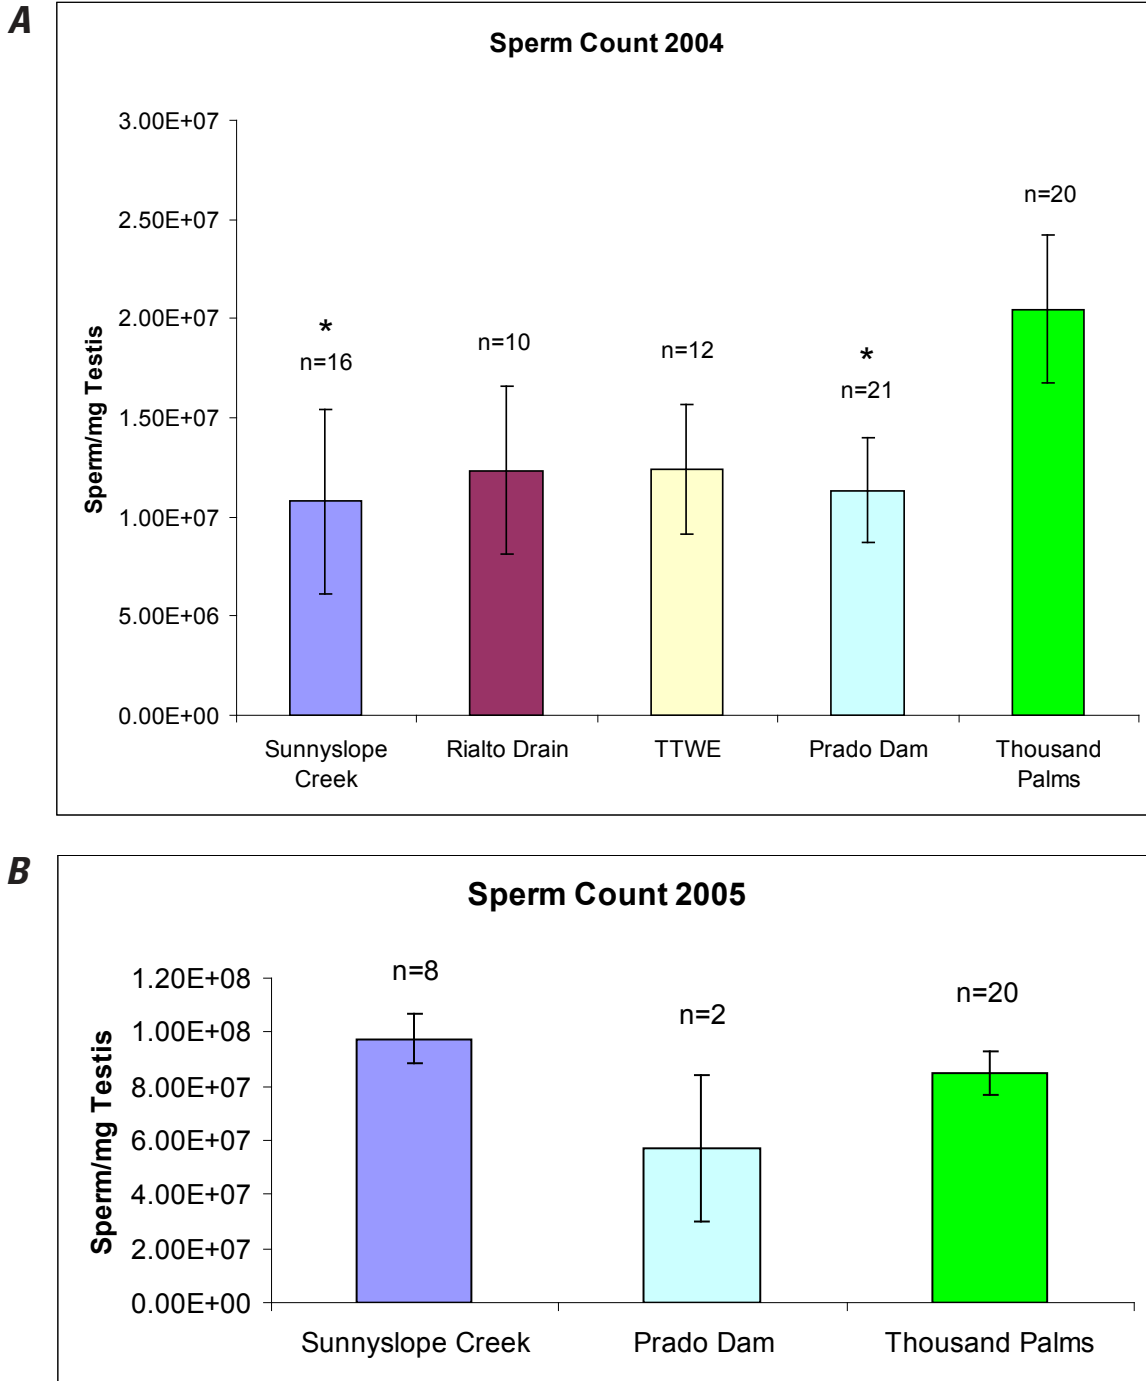 A
Sperm Count 2004
3.00E+07
2.50E+07
2.00E+07
1.50E+07
1.00E+07
5.00E+06
0.00E+00
Sperm/mg Testis
*
n=16
n=10
n=12
*
n=21
n=20
Sunnyslope
Creek
Rialto Drain
TTWE
Prado Dam
Thousand
Palms
B
Sperm Count 2005
1.20E+08
1.00E+08
8.00E+07
6.00E+07
4.00E+07
2.00E+07
0.00E+00
Sperm/mg Testis
n=8
n=2
n=20
Sunnyslope Creek
Prado Dam
Thousand Palms